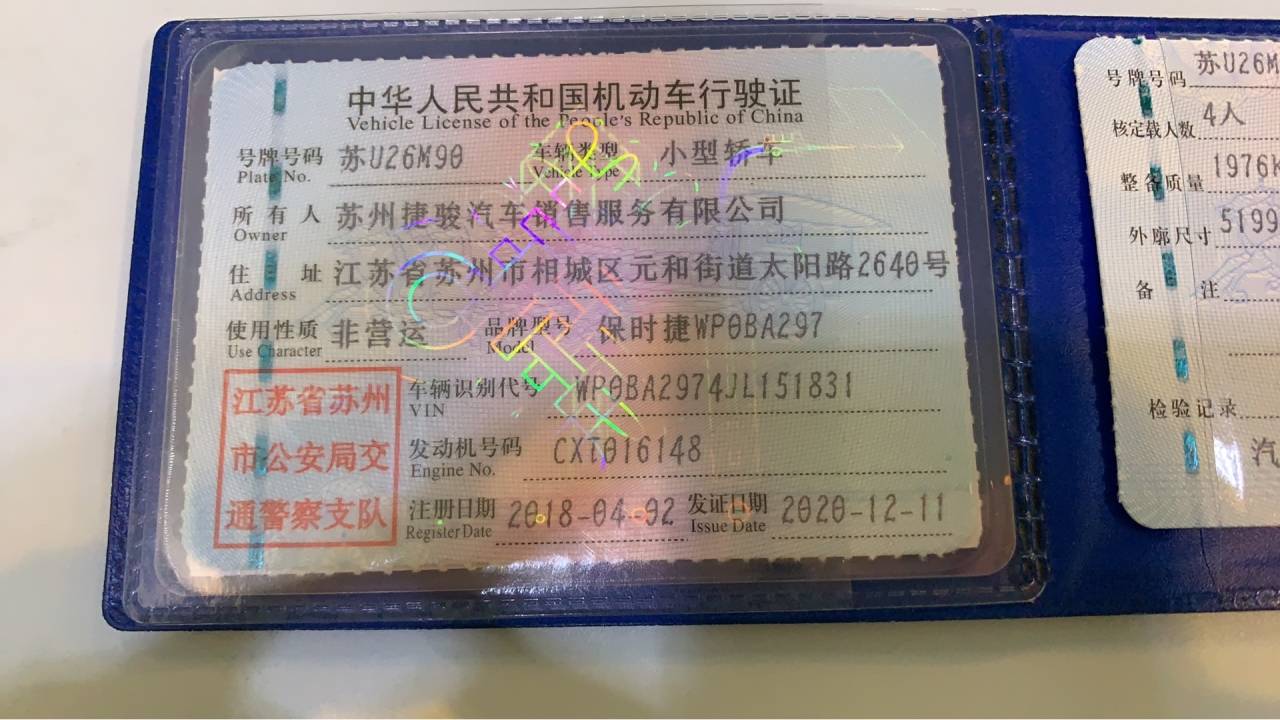 中华人民共和国机动车行驶证
Vehicle License of the People's Republic of China
号牌号码 苏U26M90 车辆类型 小型轿车
Plate No. Vehicle Type
所有人 苏州捷骏汽车销售服务有限公司
Owner
住址 江苏省苏州市相城区元和街道太阳路2640号
Address
使用性质 非营运 品牌型号 保时捷WP0BA297
Use Character Model
车辆识别代号 WP0BA2974JL151831
VIN
发动机号码 CXT016148
Engine No.
注册日期 2018-04-02 发证日期 2020-12-11
Register Date Issue Date
江苏省苏州
市公安局交
通警察支队
号牌号码 苏U26M
核定载人数 4人
整备质量 1976
外廓尺寸 5199
备注
检验记录
汽